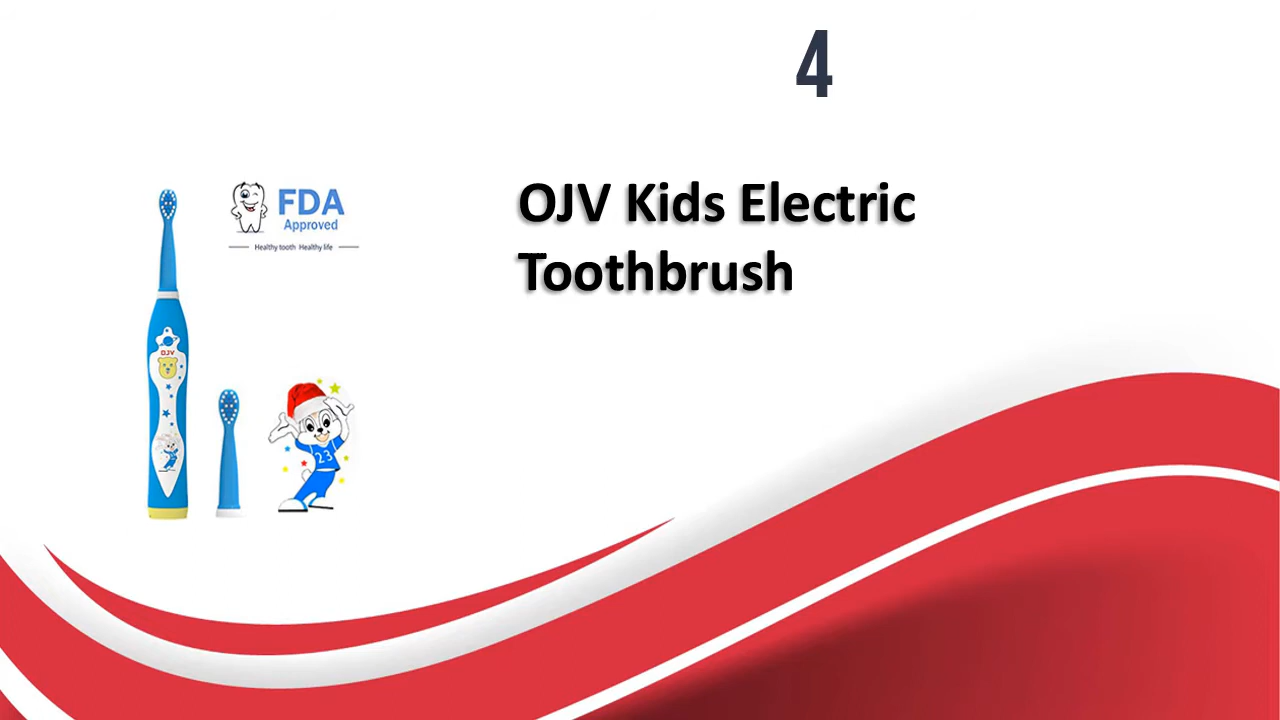 4
OJV Kids Electric
Toothbrush
FDA
Approved
Healthy tooth Healthy life
OJV
23